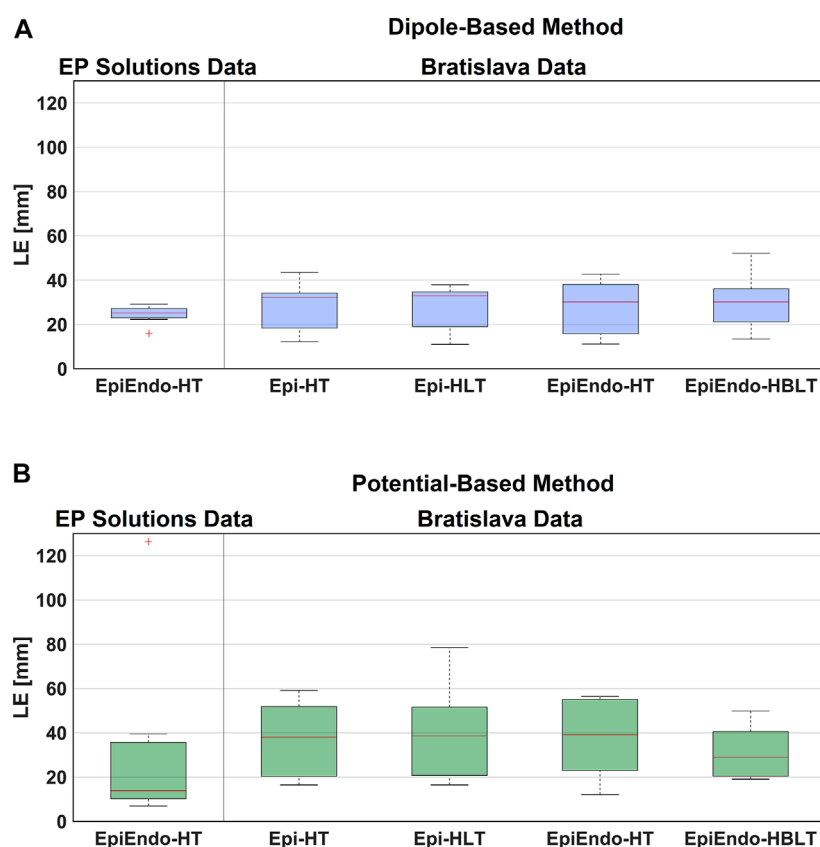 A
Dipole-Based Method
EP Solutions Data Bratislava Data
120
100
80
60
40
20
0
LE [mm]
EpiEndo-HT Epi-HT Epi-HLT EpiEndo-HT EpiEndo-HBLT
B
Potential-Based Method
EP Solutions Data Bratislava Data
120
100
80
60
40
20
0
LE [mm]
EpiEndo-HT Epi-HT Epi-HLT EpiEndo-HT EpiEndo-HBLT